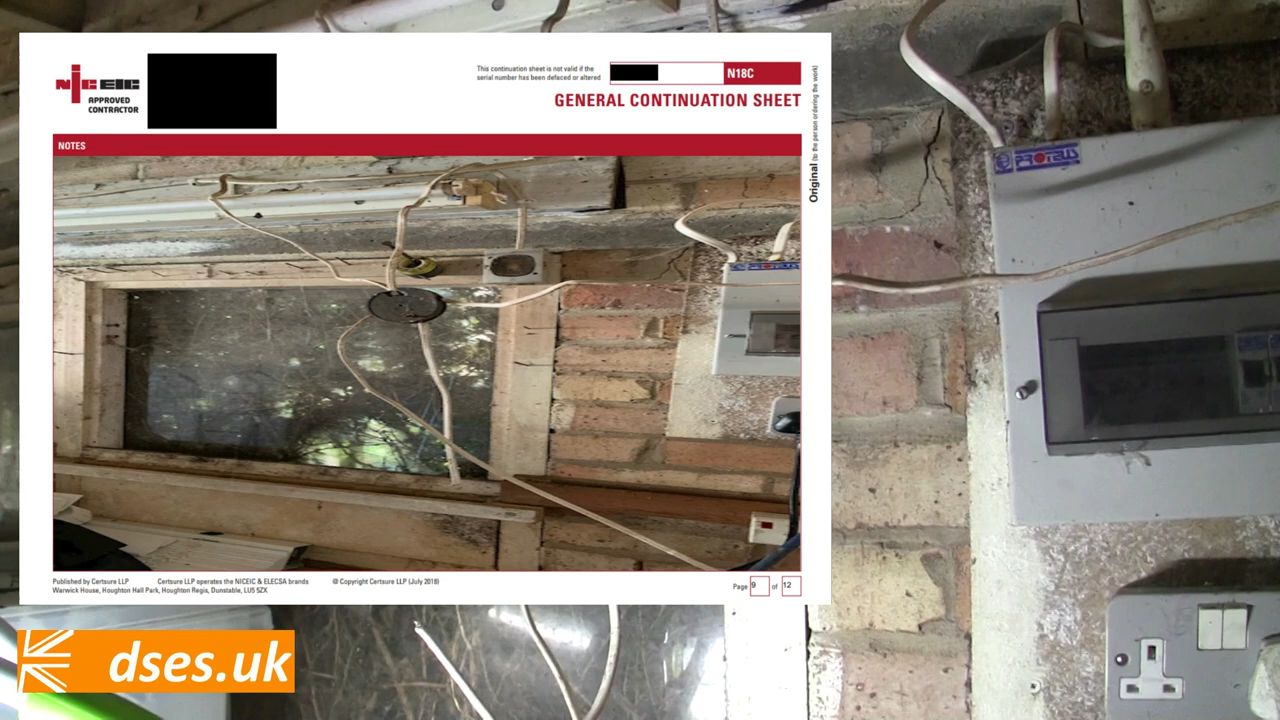 NICEIC
APPROVED
CONTRACTOR
This continuation sheet is not valid if the
serial number has been defaced or altered
N18C
GENERAL CONTINUATION SHEET
Original (to the person ordering the work)
NOTES
PROTEUS
Published by Certsure LLP Certsure LLP operates the NICEIC & ELECSA brands @ Copyright Certsure LLP (July 2018)
Warwick House, Houghton Hall Park, Houghton Regis, Dunstable, LU5 5ZX
Page 9 of 12
PROTEUS
dses.uk